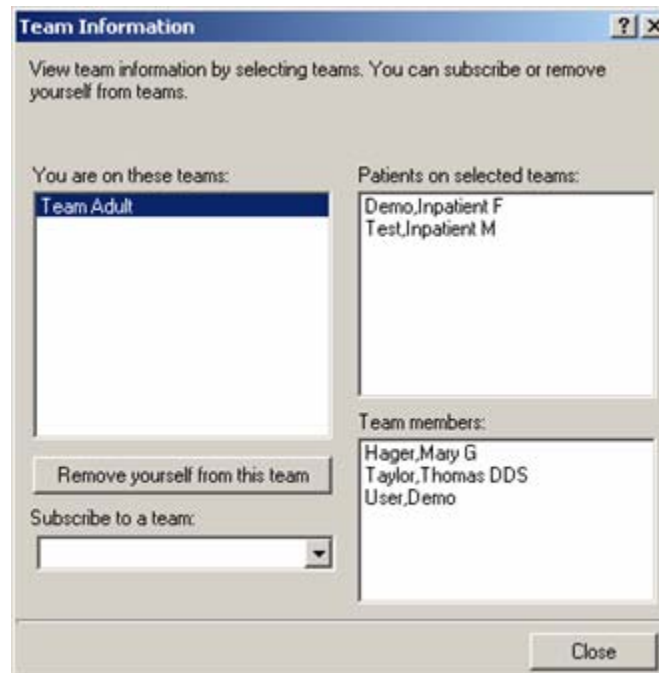 Team Information
View team information by selecting teams. You can subscribe or remove
yourself from teams.
You are on these teams:
Team Adult
Remove yourself from this team
Subscribe to a team:
Patients on selected teams:
Demo,Inpatient F
Test,Inpatient M
Team members:
Hager,Mary G
Taylor,Thomas DDS
User,Demo
Close